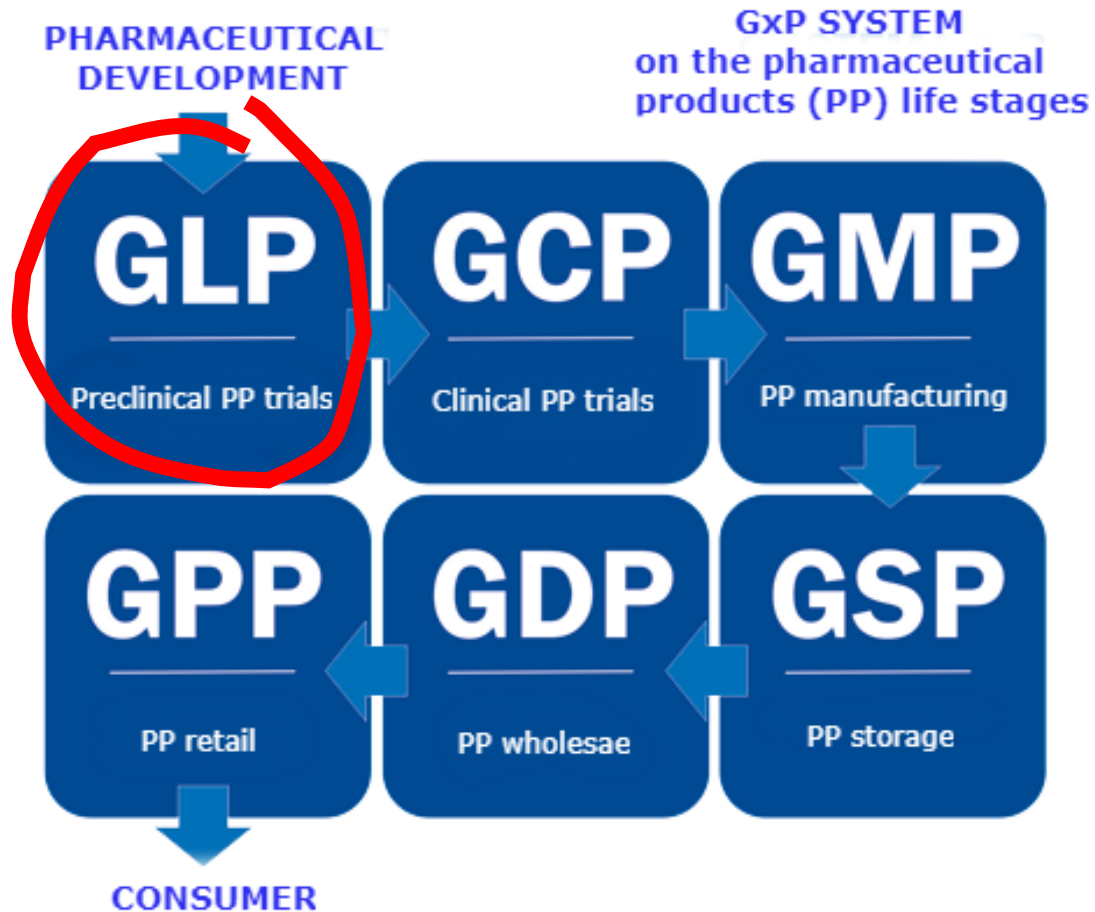 PHARMACEUTICAL
DEVELOPMENT
GxP SYSTEM
on the pharmaceutical
products (PP) life stages
GLP
Preclinical PP trials
GCP
Clinical PP trials
GMP
PP manufacturing
GPP
PP retail
GDP
PP wholesae
GSP
PP storage
CONSUMER